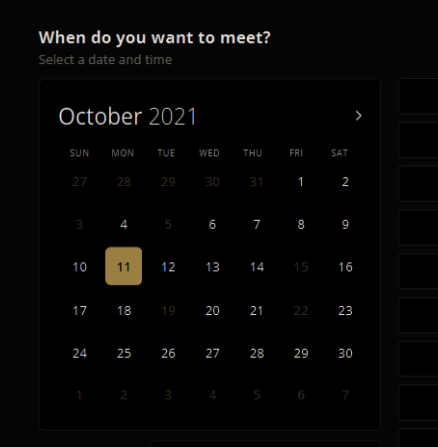 When do you want to meet?
Select a date and time
October 2021
SUN MON TUE WED THU FRI SAT
27 28 29 30 31 1 2
3 4 5 6 7 8 9
10 11 12 13 14 15 16
17 18 19 20 21 22 23
24 25 26 27 28 29 30
1 2 3 4 5 6 7